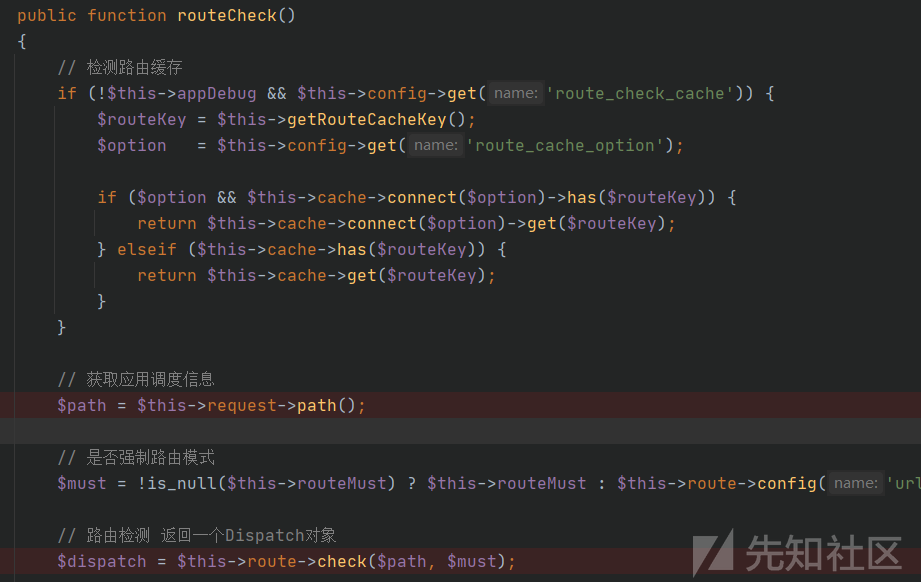 public function routeCheck()
{
    // 检测路由缓存
    if (!$this->appDebug && $this->config->get( name: 'route_check_cache')) {
        $routeKey = $this->getRouteCacheKey();
        $option   = $this->config->get( name: 'route_cache_option');

        if ($option && $this->cache->connect($option)->has($routeKey)) {
            return $this->cache->connect($option)->get($routeKey);
        } elseif ($this->cache->has($routeKey)) {
            return $this->cache->get($routeKey);
        }
    }

    // 获取应用调度信息
    $path = $this->request->path();

    // 是否强制路由模式
    $must = !is_null($this->routeMust) ? $this->routeMust : $this->route->config( name: 'url

    // 路由检测 返回一个Dispatch对象
    $dispatch = $this->route->check($path, $must);
先知社区